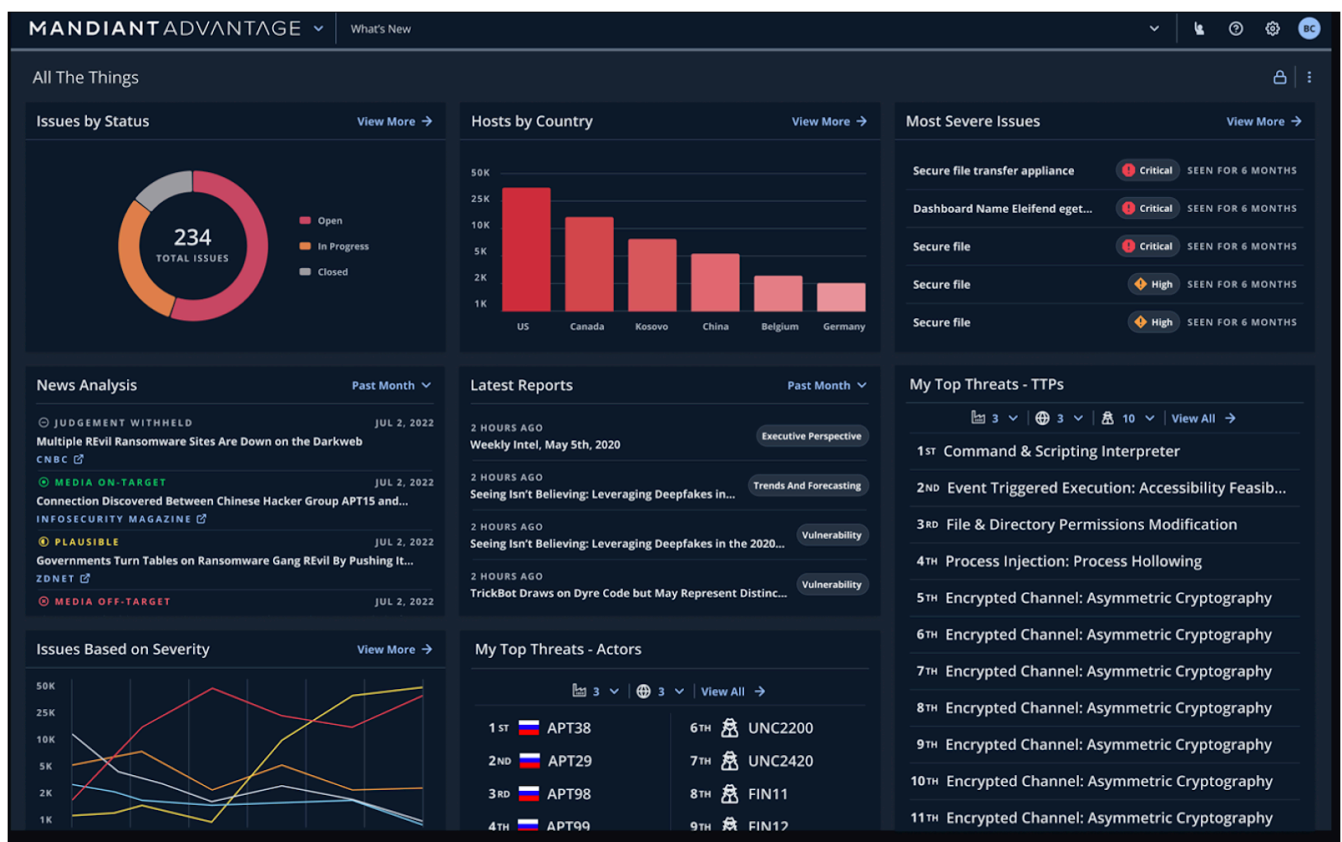 MANDIANT ADVANTAGE What's New
BC
All The Things
Issues by Status View More →
234
TOTAL ISSUES
Open
In Progress
Closed
Hosts by Country View More →
50K
25K
10K
5K
2K
1K
US Canada Kosovo China Belgium Germany
Most Severe Issues View More →
Secure file transfer appliance Critical SEEN FOR 6 MONTHS
Dashboard Name Eleifend eget... Critical SEEN FOR 6 MONTHS
Secure file Critical SEEN FOR 6 MONTHS
Secure file High SEEN FOR 6 MONTHS
Secure file High SEEN FOR 6 MONTHS
News Analysis Past Month
JUDGEMENT WITHHELD JUL 2, 2022
Multiple REvil Ransomware Sites Are Down on the Darkweb
CNBC
MEDIA ON-TARGET JUL 2, 2022
Connection Discovered Between Chinese Hacker Group APT15 and...
INFOSECURITY MAGAZINE
PLAUSIBLE JUL 2, 2022
Governments Turn Tables on Ransomware Gang REvil By Pushing It...
ZDNET
MEDIA OFF-TARGET JUL 2, 2022
Latest Reports Past Month
2 HOURS AGO
Weekly Intel, May 5th, 2020 Executive Perspective
2 HOURS AGO
Seeing Isn't Believing: Leveraging Deepfakes in... Trends And Forecasting
2 HOURS AGO
Seeing Isn't Believing: Leveraging Deepfakes in the 2020... Vulnerability
2 HOURS AGO
TrickBot Draws on Dyre Code but May Represent Distinc... Vulnerability
My Top Threats - TTPs
3 3 10 View All →
1ST Command & Scripting Interpreter
2ND Event Triggered Execution: Accessibility Feasib...
3RD File & Directory Permissions Modification
4TH Process Injection: Process Hollowing
5TH Encrypted Channel: Asymmetric Cryptography
6TH Encrypted Channel: Asymmetric Cryptography
7TH Encrypted Channel: Asymmetric Cryptography
8TH Encrypted Channel: Asymmetric Cryptography
9TH Encrypted Channel: Asymmetric Cryptography
10TH Encrypted Channel: Asymmetric Cryptography
11TH Encrypted Channel: Asymmetric Cryptography
Issues Based on Severity View More →
50K
25K
10K
5K
2K
1K
My Top Threats - Actors
3 3 View All →
1ST APT38
2ND APT29
3RD APT98
4TH APT99
6TH UNC2200
7TH UNC2420
8TH FIN11
9TH FIN12